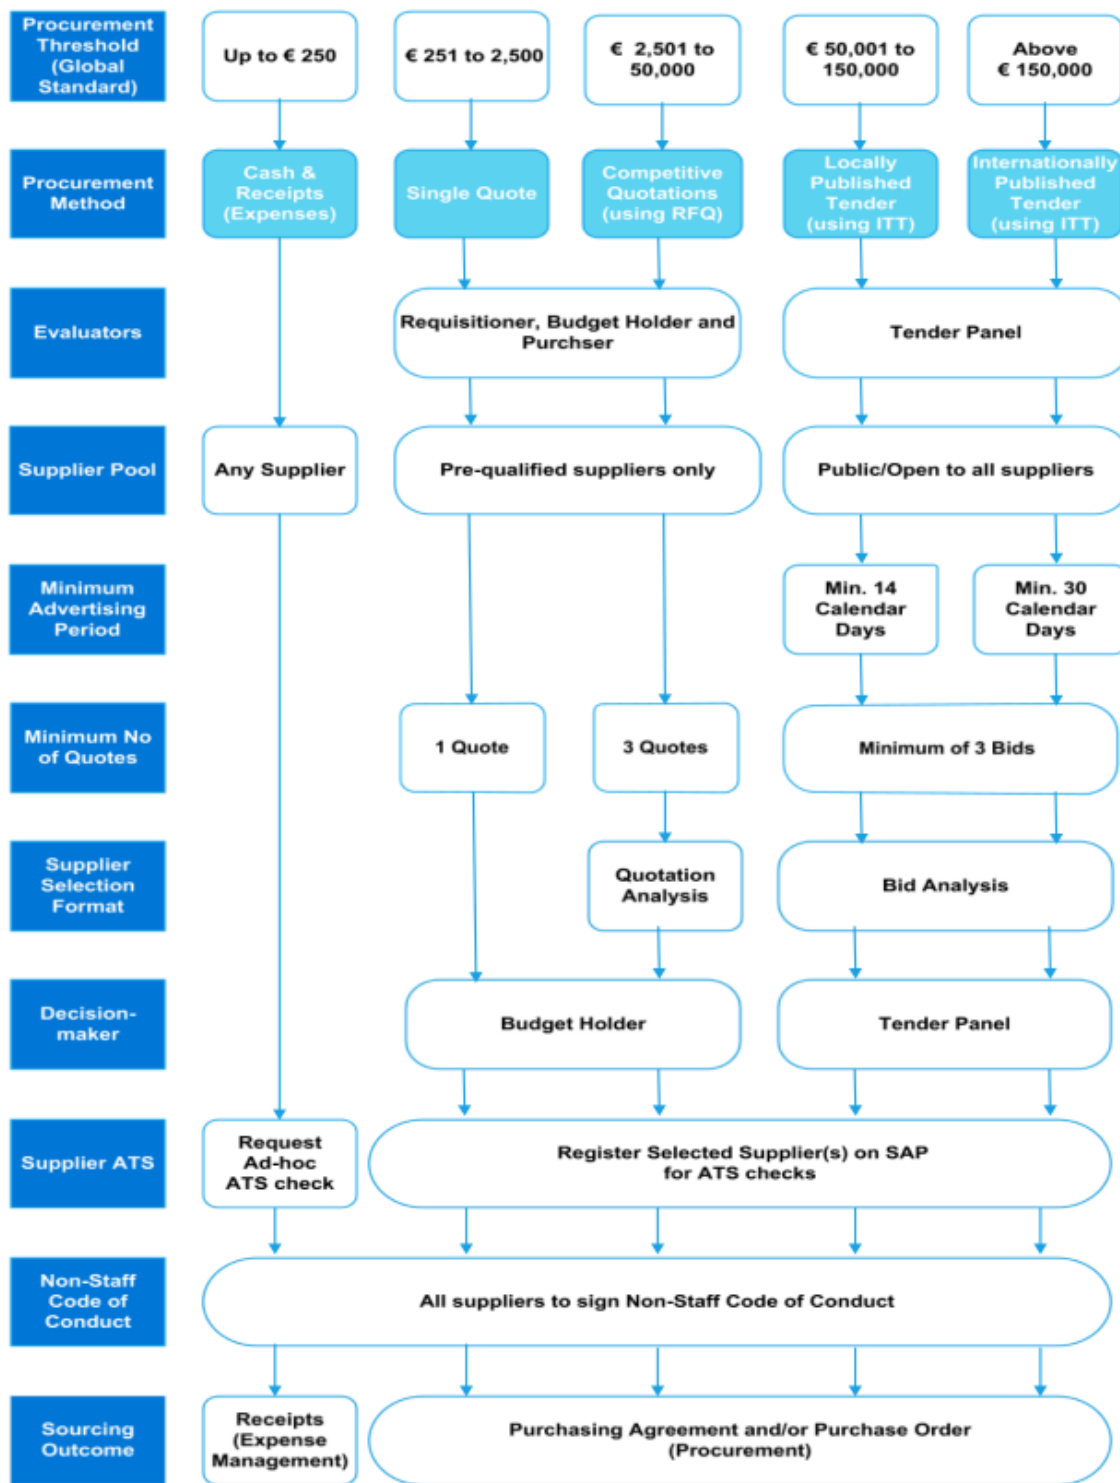 Procurement
Threshold
(Global
Standard)
Up to € 250
€ 251 to 2,500
€ 2,501 to
50,000
€ 50,001 to
150,000
Above
€ 150,000
Procurement
Method
Cash &
Receipts
(Expenses)
Single Quote
Competitive
Quotations
(using RFQ)
Locally
Published
Tender
(using ITT)
Internationally
Published
Tender
(using ITT)
Evaluators
Requisitioner, Budget Holder and
Purchser
Tender Panel
Supplier Pool
Any Supplier
Pre-qualified suppliers only
Public/Open to all suppliers
Minimum
Advertising
Period
Min. 14
Calendar
Days
Min. 30
Calendar
Days
Minimum No
of Quotes
1 Quote
3 Quotes
Minimum of 3 Bids
Supplier
Selection
Format
Quotation
Analysis
Bid Analysis
Decision-
maker
Budget Holder
Tender Panel
Supplier ATS
Request
Ad-hoc
ATS check
Register Selected Supplier(s) on SAP
for ATS checks
Non-Staff
Code of
Conduct
All suppliers to sign Non-Staff Code of Conduct
Sourcing
Outcome
Receipts
(Expense
Management)
Purchasing Agreement and/or Purchase Order
(Procurement)